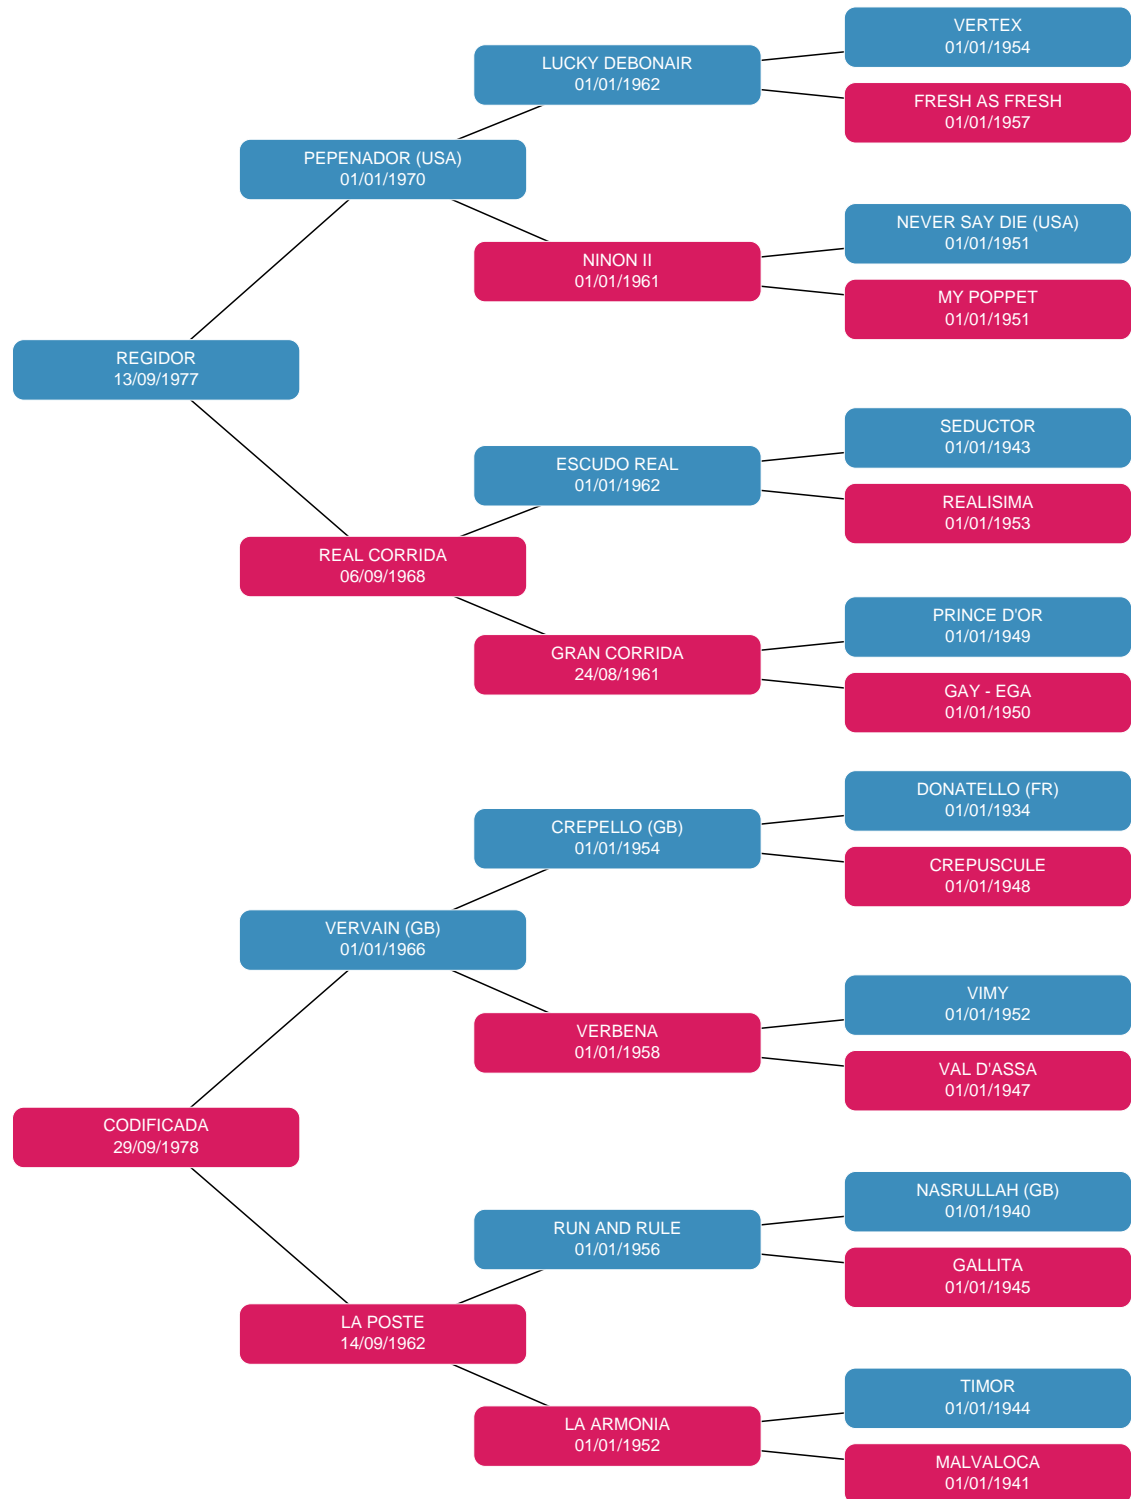 VERTEX
01/01/1954
LUCKY DEBONAIR
01/01/1962
FRESH AS FRESH
01/01/1957
PEPENADOR (USA)
01/01/1970
NEVER SAY DIE (USA)
01/01/1951
NINON II
01/01/1961
MY POPPET
01/01/1951
REGIDOR
13/09/1977
SEDUCTOR
01/01/1943
ESCUDO REAL
01/01/1962
REALISIMA
01/01/1953
REAL CORRIDA
06/09/1968
PRINCE D'OR
01/01/1949
GRAN CORRIDA
24/08/1961
GAY - EGA
01/01/1950
DONATELLO (FR)
01/01/1934
CREPELLO (GB)
01/01/1954
CREPUSCULE
01/01/1948
VERVAIN (GB)
01/01/1966
VIMY
01/01/1952
VERBENA
01/01/1958
VAL D'ASSA
01/01/1947
CODIFICADA
29/09/1978
NASRULLAH (GB)
01/01/1940
RUN AND RULE
01/01/1956
GALLITA
01/01/1945
LA POSTE
14/09/1962
TIMOR
01/01/1944
LA ARMONIA
01/01/1952
MALVALOCA
01/01/1941